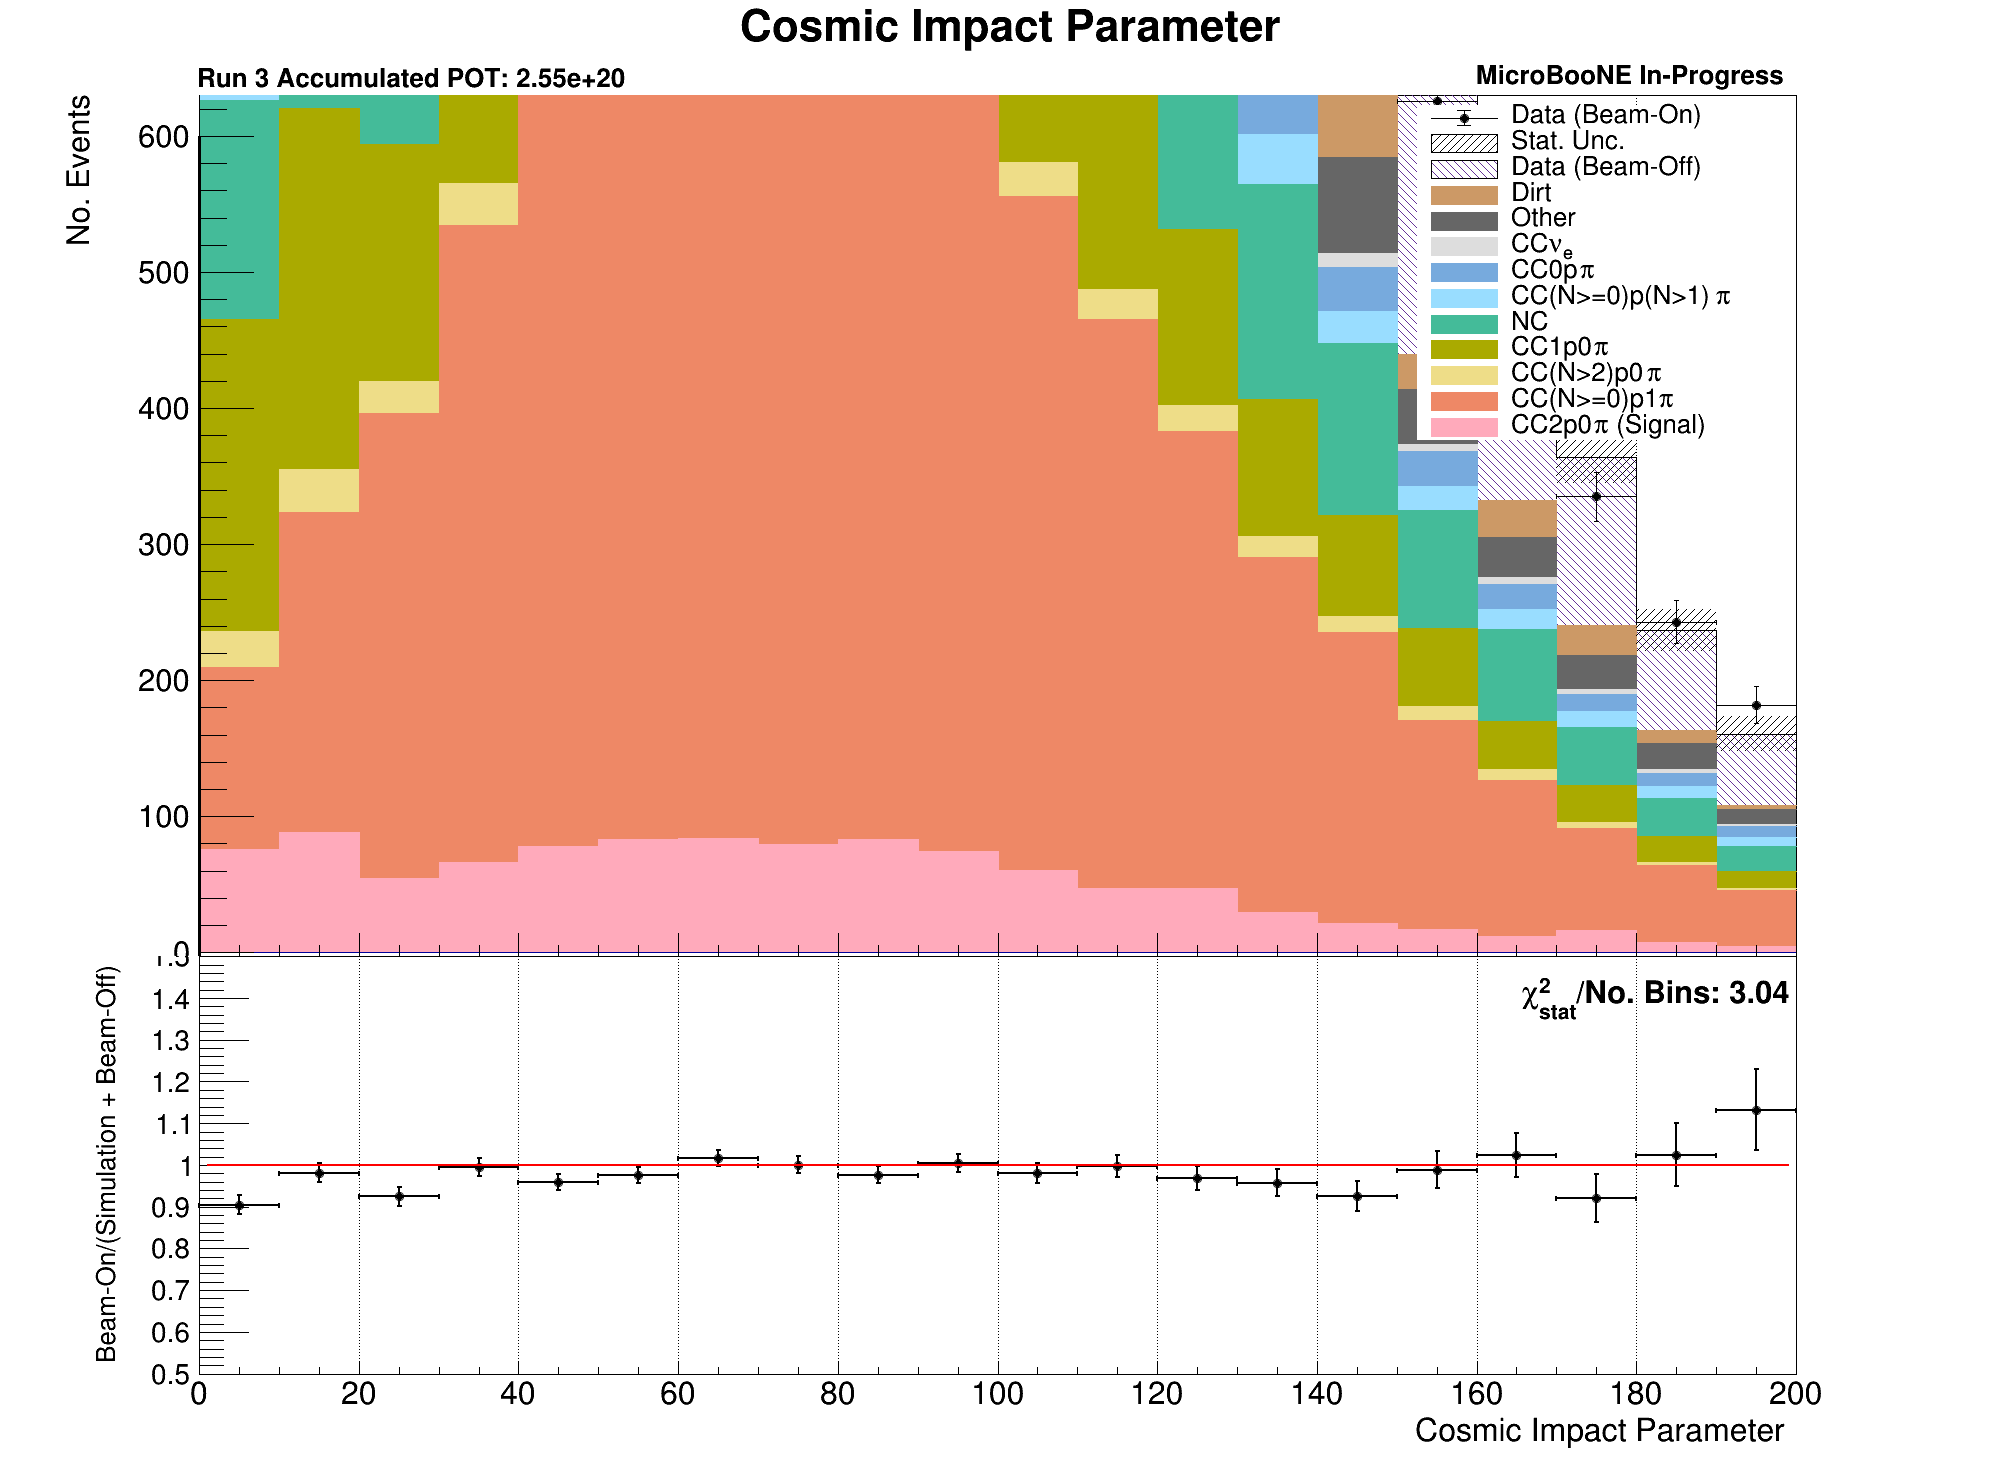 Cosmic Impact Parameter
Run 3 Accumulated POT: 2.55e+20
MicroBooNE In-Progress
No. Events
600
500
400
300
200
100
0
Data (Beam-On)
Stat. Unc.
Data (Beam-Off)
Dirt
Other
CCνe
CC0pπ
CC(N>=0)p(N>1) π
NC
CC1p0π
CC(N>2)p0π
CC(N>=0)p1π
CC2p0π (Signal)
Beam-On/(Simulation + Beam-Off)
1.5
1.4
1.3
1.2
1.1
1
0.9
0.8
0.7
0.6
0.5
χ²stat/No. Bins: 3.04
0 20 40 60 80 100 120 140 160 180 200
Cosmic Impact Parameter